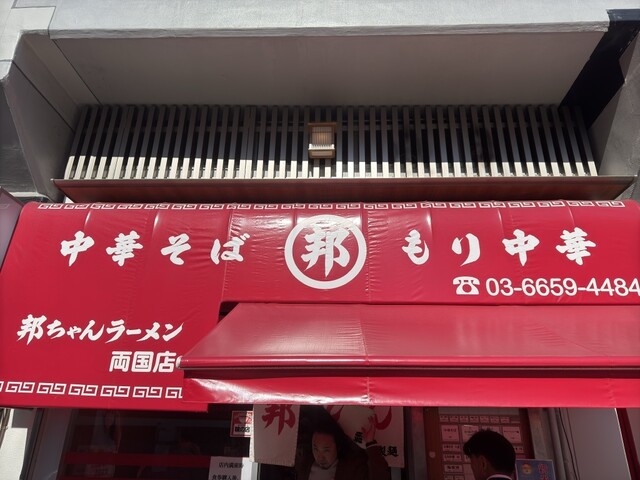 中華そば 邦 もり中華
☎ 03-6659-4484
邦ちゃんラーメン
両国店
邦